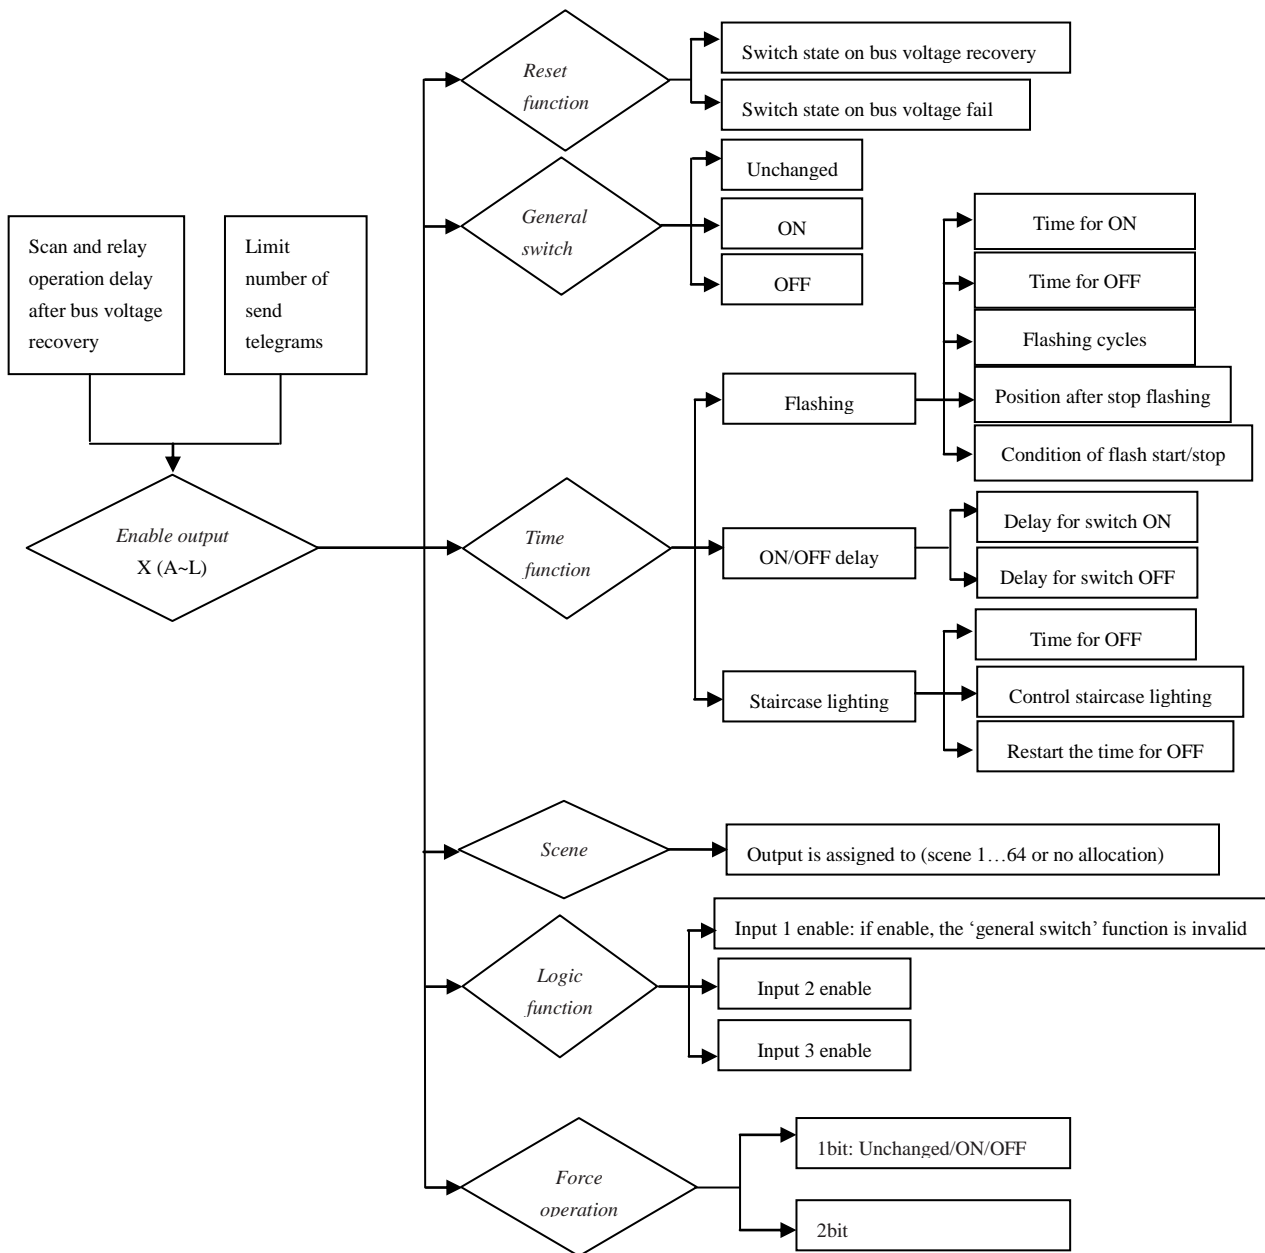 Reset
function
Switch state on bus voltage recovery
Switch state on bus voltage fail
General
switch
Unchanged
ON
OFF
Scan and relay
operation delay
after bus voltage
recovery
Limit
number of
send
telegrams
Enable output
X (A~L)
Time
function
Flashing
Time for ON
Time for OFF
Flashing cycles
Position after stop flashing
Condition of flash start/stop
ON/OFF delay
Delay for switch ON
Delay for switch OFF
Staircase lighting
Time for OFF
Control staircase lighting
Restart the time for OFF
Scene
Output is assigned to (scene 1…64 or no allocation)
Logic
function
Input 1 enable: if enable, the ‘general switch’ function is invalid
Input 2 enable
Input 3 enable
Force
operation
1bit: Unchanged/ON/OFF
2bit